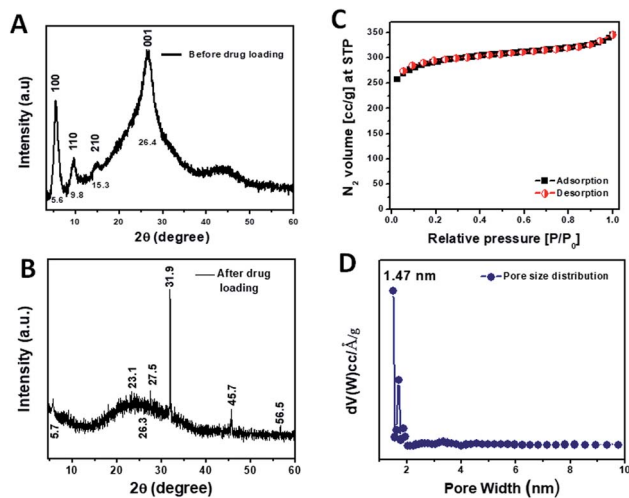 A
Intensity (a.u)
100
5.6
110
9.8
210
15.3
001
26.4
Before drug loading
0 10 20 30 40 50 60
2θ (degree)
B
Intensity (a.u.)
5.7
23.1
26.3
27.5
31.9
45.7
56.5
After drug
loading
10 20 30 40 50 60
2θ (degree)
C
N2 volume [cc/g] at STP
350
300
250
200
150
100
50
0
Adsorption
Desorption
0.0 0.2 0.4 0.6 0.8 1.0
Relative pressure [P/P0]
D
1.47 nm
Pore size distribution
dV(W)cc/Å/g
0 2 4 6 8 10
Pore Width (nm)